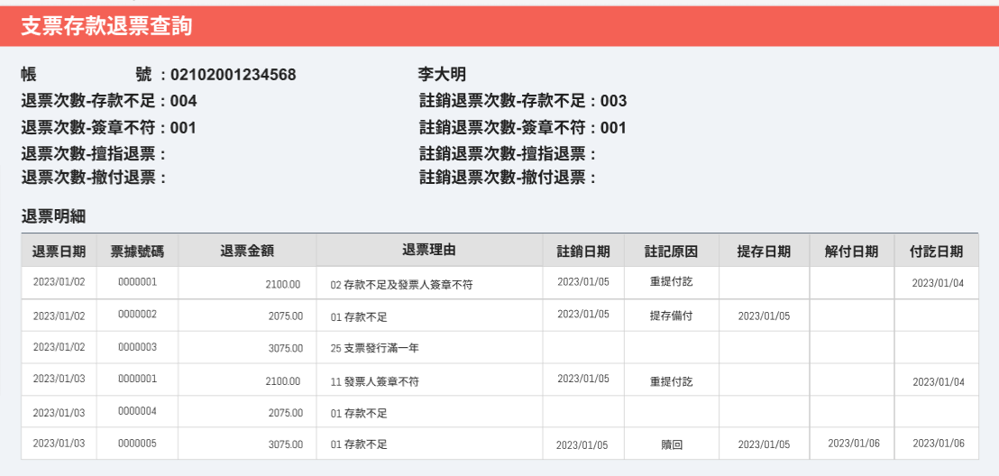 支票存款退票查詢
帳 號 : 02102001234568 李大明
退票次數-存款不足 : 004 註銷退票次數-存款不足 : 003
退票次數-簽章不符 : 001 註銷退票次數-簽章不符 : 001
退票次數-擅指退票 : 註銷退票次數-擅指退票 :
退票次數-撤付退票 : 註銷退票次數-撤付退票 :
退票明細
退票日期 票據號碼 退票金額 退票理由 註銷日期 註記原因 提存日期 解付日期 付訖日期
2023/01/02 0000001 2100.00 02 存款不足及發票人簽章不符 2023/01/05 重提付訖 2023/01/04
2023/01/02 0000002 2075.00 01 存款不足 2023/01/05 提存備付 2023/01/05
2023/01/02 0000003 3075.00 25 支票發行滿一年
2023/01/03 0000001 2100.00 11 發票人簽章不符 2023/01/05 重提付訖 2023/01/04
2023/01/03 0000004 2075.00 01 存款不足
2023/01/03 0000005 3075.00 01 存款不足 2023/01/05 贖回 2023/01/05 2023/01/06 2023/01/06